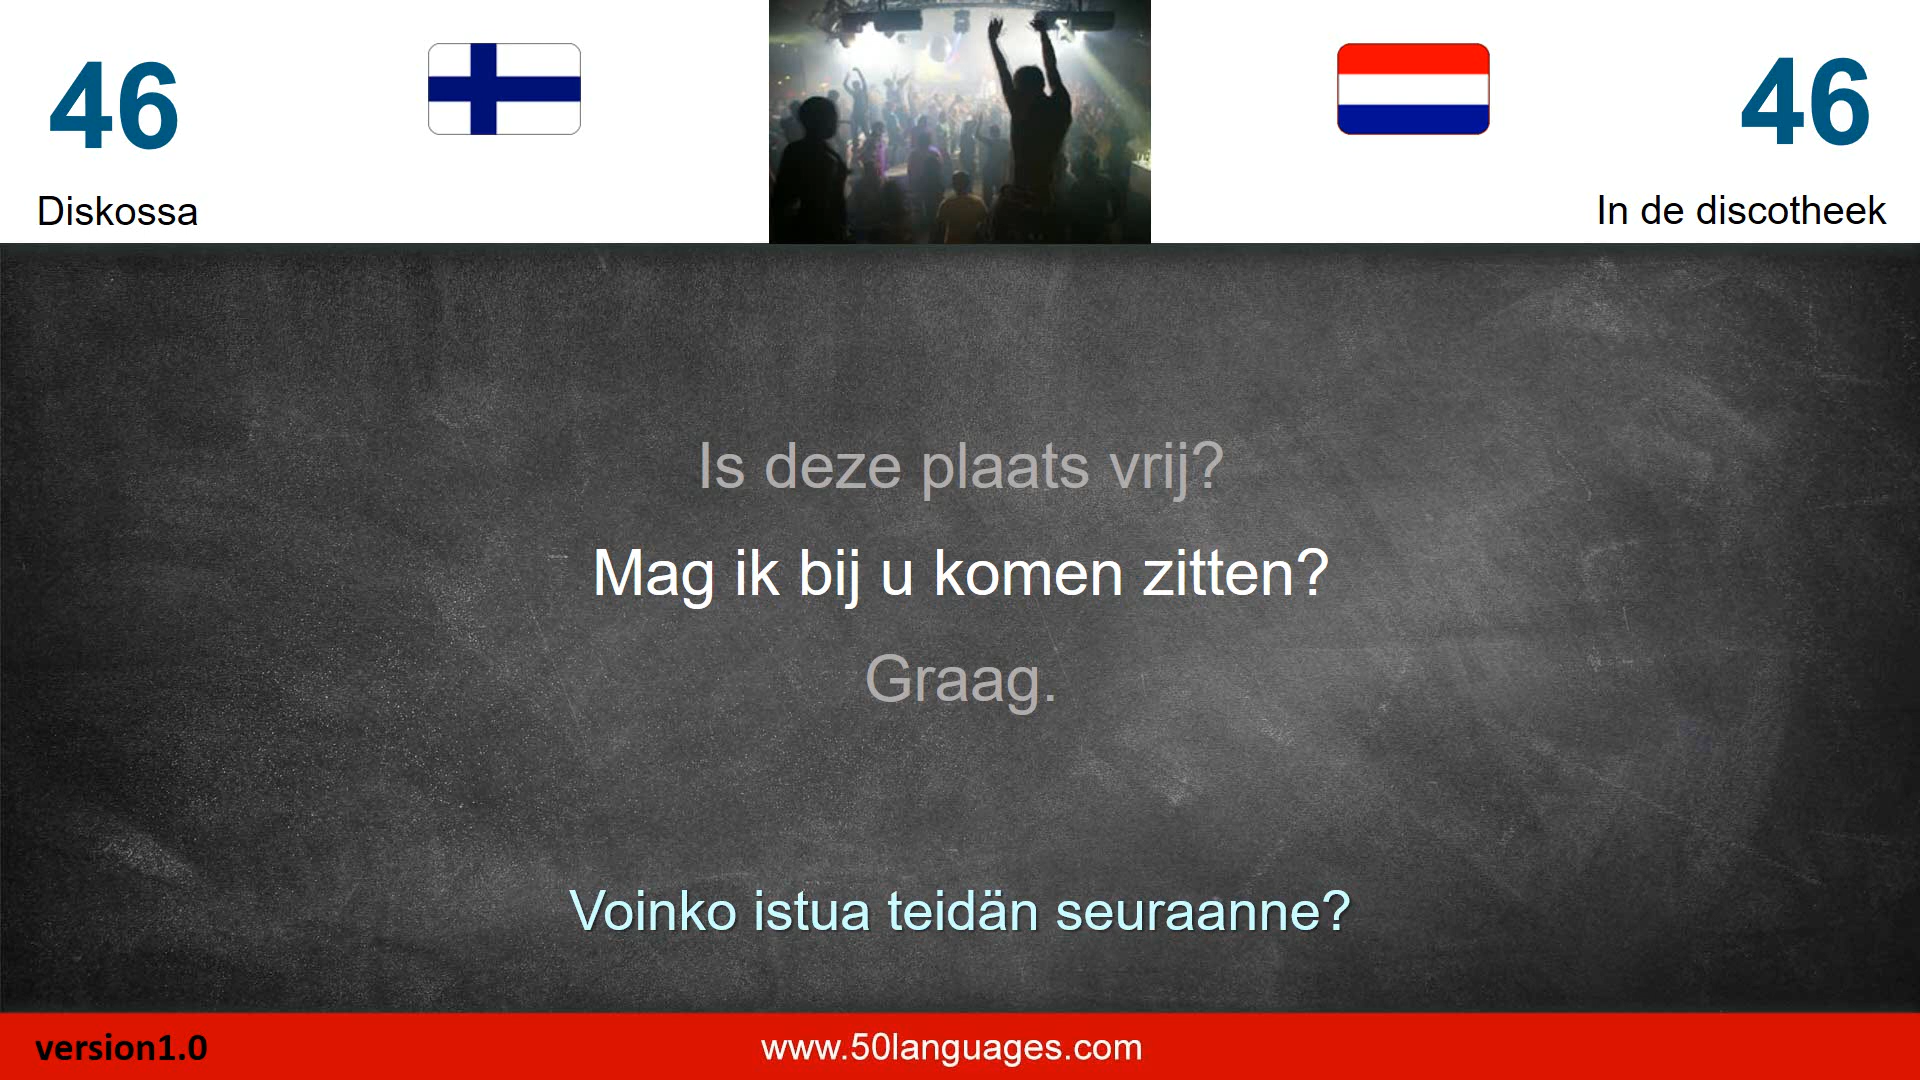 46
46
Diskossa
In de discotheek
Is deze plaats vrij?
Mag ik bij u komen zitten?
Graag.
Voinko istua teidän seuraanne?
version1.0
www.50languages.com